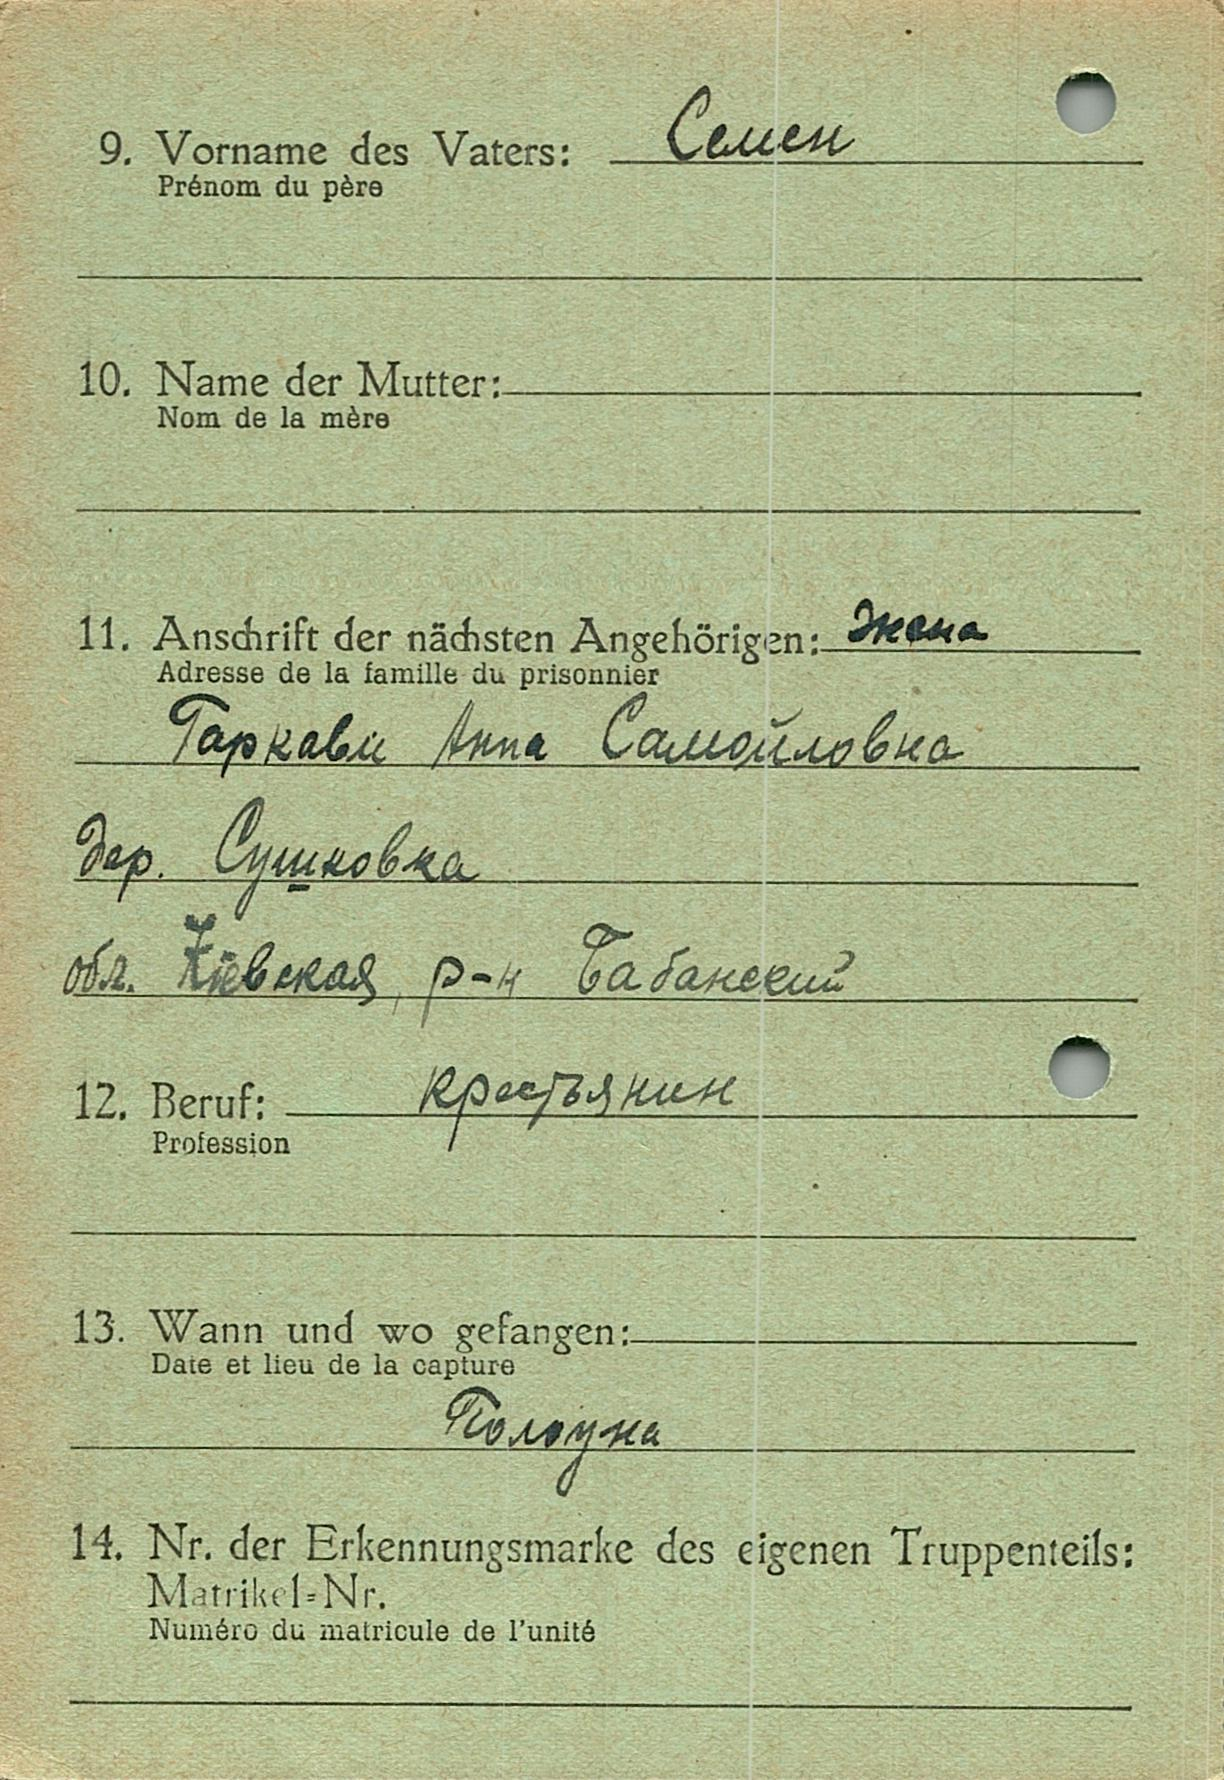 9. Vorname des Vaters: Семен
Prénom du père
10. Name der Mutter:
Nom de la mère
11. Anschrift der nächsten Angehörigen: Жена
Adresse de la famille du prisonnier
Гаркави Анна Самойловна
дер. Сушковка
обл. Киевская, р-н Бабанский
12. Beruf: крестьянин
Profession
13. Wann und wo gefangen:
Date et lieu de la capture
14. Nr. der Erkennungsmarke des eigenen Truppenteils:
Matrikel=Nr.
Numéro du matricule de l'unité